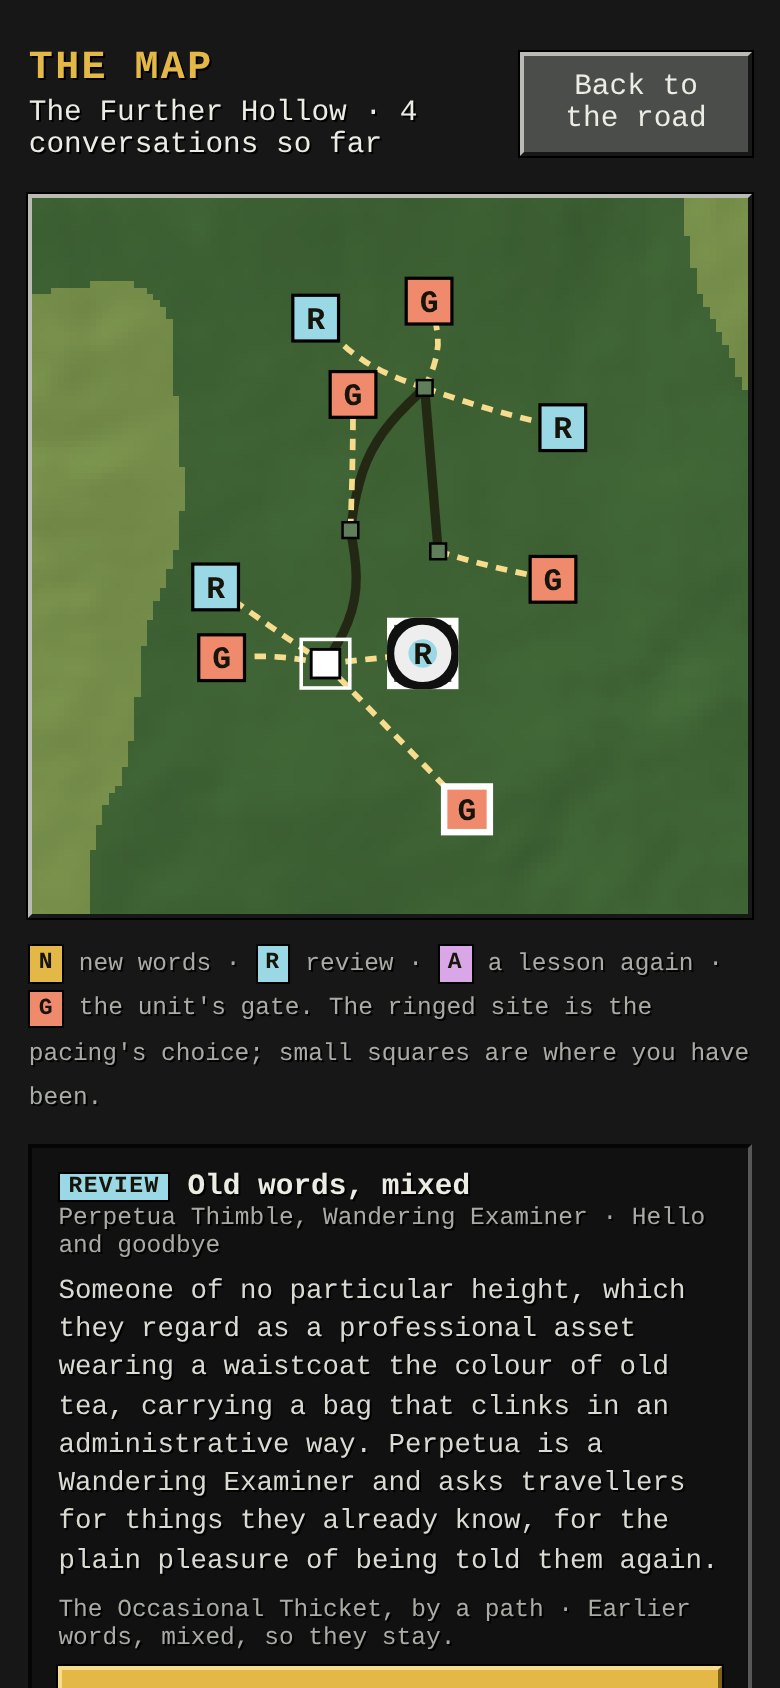 THE MAP
The Further Hollow · 4
conversations so far
Back to
the road
R
G
G
R
G
R
G
R
G
N new words · R review · A a lesson again ·
G the unit's gate. The ringed site is the
pacing's choice; small squares are where you have
been.
REVIEW Old words, mixed
Perpetua Thimble, Wandering Examiner · Hello
and goodbye
Someone of no particular height, which
they regard as a professional asset
wearing a waistcoat the colour of old
tea, carrying a bag that clinks in an
administrative way. Perpetua is a
Wandering Examiner and asks travellers
for things they already know, for the
plain pleasure of being told them again.
The Occasional Thicket, by a path · Earlier
words, mixed, so they stay.